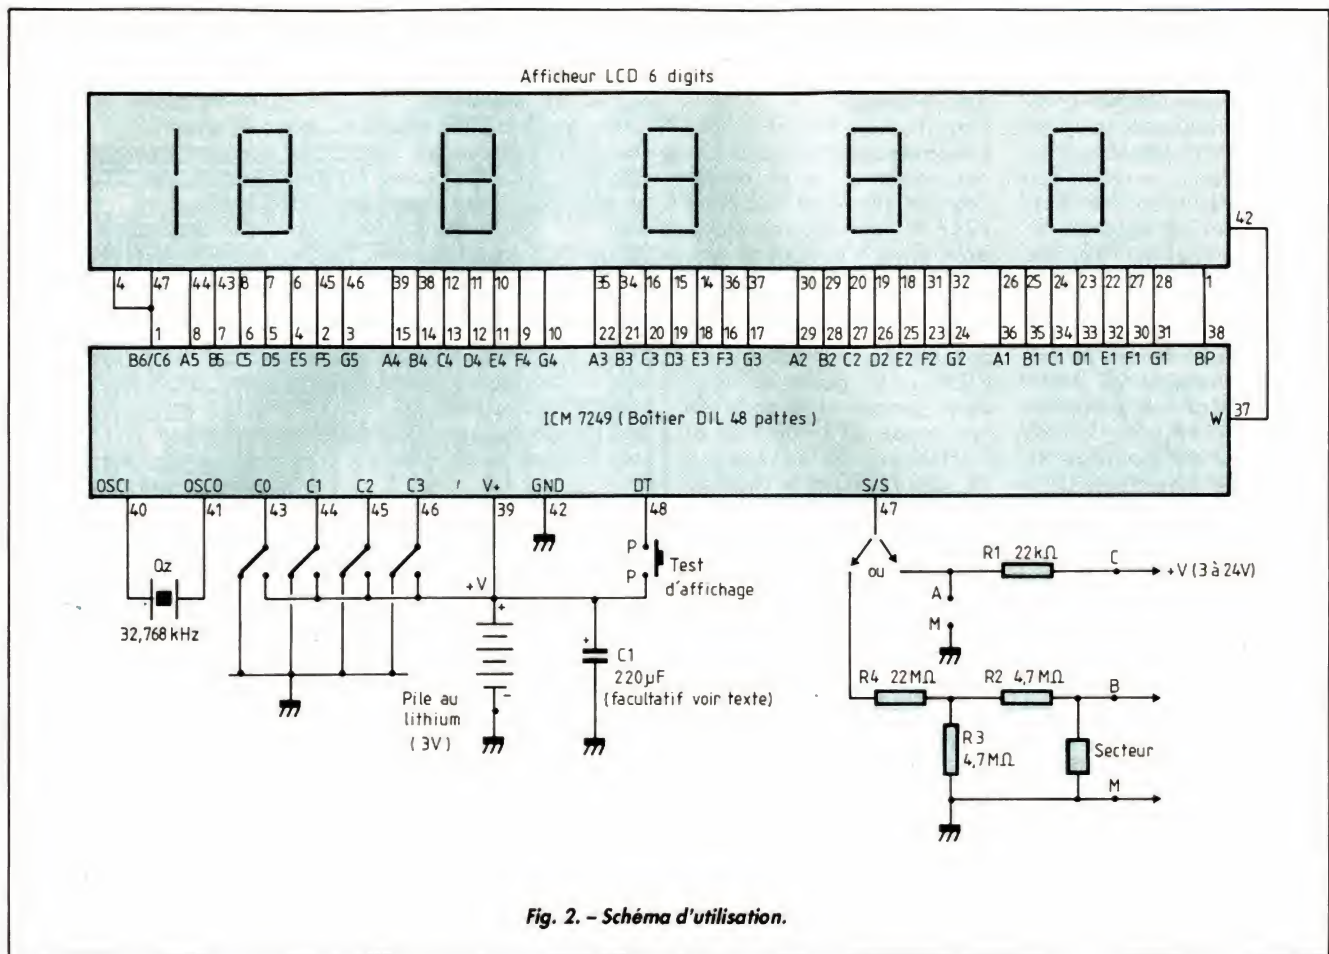 Afficheur LCD 6 digits
42
4 47 44 43 8 7 6 45 46 39 38 12 11 10 35 34 16 15 14 36 37 30 29 20 19 18 31 32 26 25 24 23 22 27 28 1
1 8 7 6 5 4 2 3 15 14 13 12 11 9 10 22 21 20 19 18 16 17 29 28 27 26 25 23 24 36 35 34 33 32 30 31 38
B6/C6 A5 B5 C5 D5 E5 F5 G5 A4 B4 C4 D4 E4 F4 G4 A3 B3 C3 D3 E3 F3 G3 A2 B2 C2 D2 E2 F2 G2 A1 B1 C1 D1 E1 F1 G1 BP
ICM 7249 ( Boîtier DIL 48 pattes )
W 37
OSCI OSCO C0 C1 C2 C3 V+ GND DT S/S
40 41 43 44 45 46 39 42 48 47
Qz
32,768 kHz
P
P
Test
d'affichage
+V
+
-
Pile au
lithium
( 3V )
+
C1
220µF
(facultatif voir texte)
ou
R1 22kΩ
C
+V (3 à 24V)
A
M
R4 22MΩ
R2 4,7MΩ
B
R3
4,7MΩ
Secteur
M
Fig. 2. – Schéma d'utilisation.